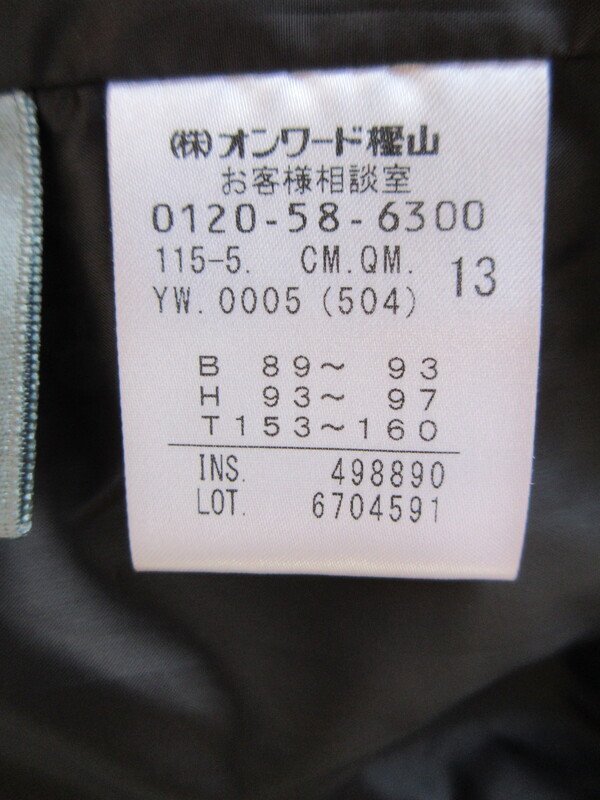 (株)オンワード樫山
お客様相談室
0120-58-6300
115-5. CM.QM. 13
YW.0005(504)
B 89～ 93
H 93～ 97
T153～160
INS. 498890
LOT. 6704591